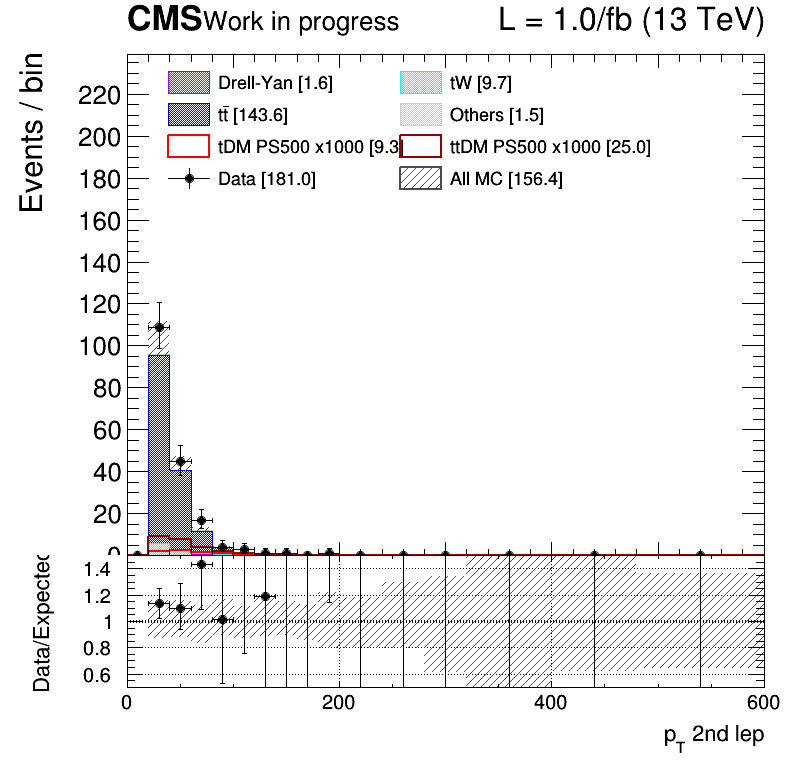 CMS Work in progress L = 1.0/fb (13 TeV)
Events / bin
Drell-Yan [1.6] tW [9.7]
tt̄ [143.6] Others [1.5]
tDM PS500 x1000 [9.3 ttDM PS500 x1000 [25.0]
Data [181.0] All MC [156.4]
220
200
180
160
140
120
100
80
60
40
20
0
Data/Expected
1.4
1.2
1
0.8
0.6
0 200 400 600
p_T 2nd lep